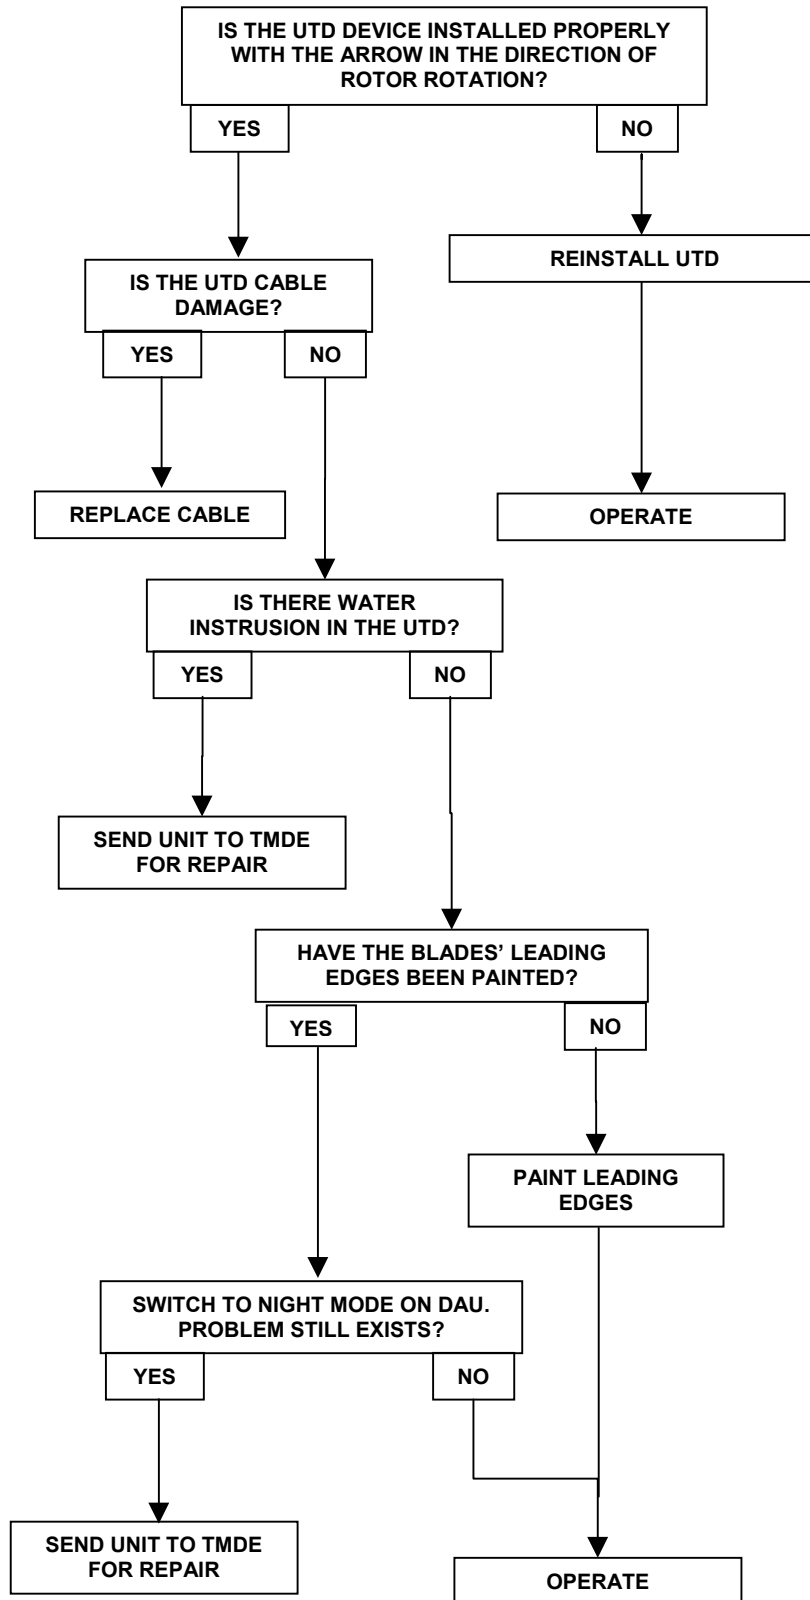 IS THE UTD DEVICE INSTALLED PROPERLY
WITH THE ARROW IN THE DIRECTION OF
ROTOR ROTATION?
YES
NO
REINSTALL UTD
OPERATE
IS THE UTD CABLE
DAMAGE?
YES
NO
REPLACE CABLE
IS THERE WATER
INSTRUSION IN THE UTD?
YES
NO
SEND UNIT TO TMDE
FOR REPAIR
HAVE THE BLADES’ LEADING
EDGES BEEN PAINTED?
YES
NO
PAINT LEADING
EDGES
SWITCH TO NIGHT MODE ON DAU.
PROBLEM STILL EXISTS?
YES
NO
SEND UNIT TO TMDE
FOR REPAIR
OPERATE